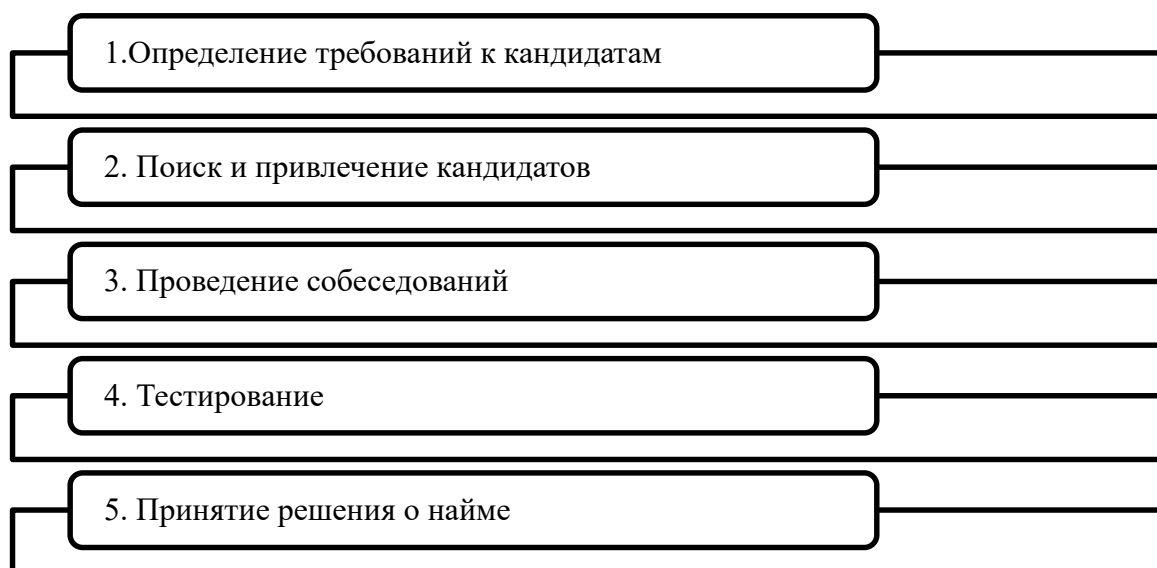 1.Определение требований к кандидатам
2. Поиск и привлечение кандидатов
3. Проведение собеседований
4. Тестирование
5. Принятие решения о найме